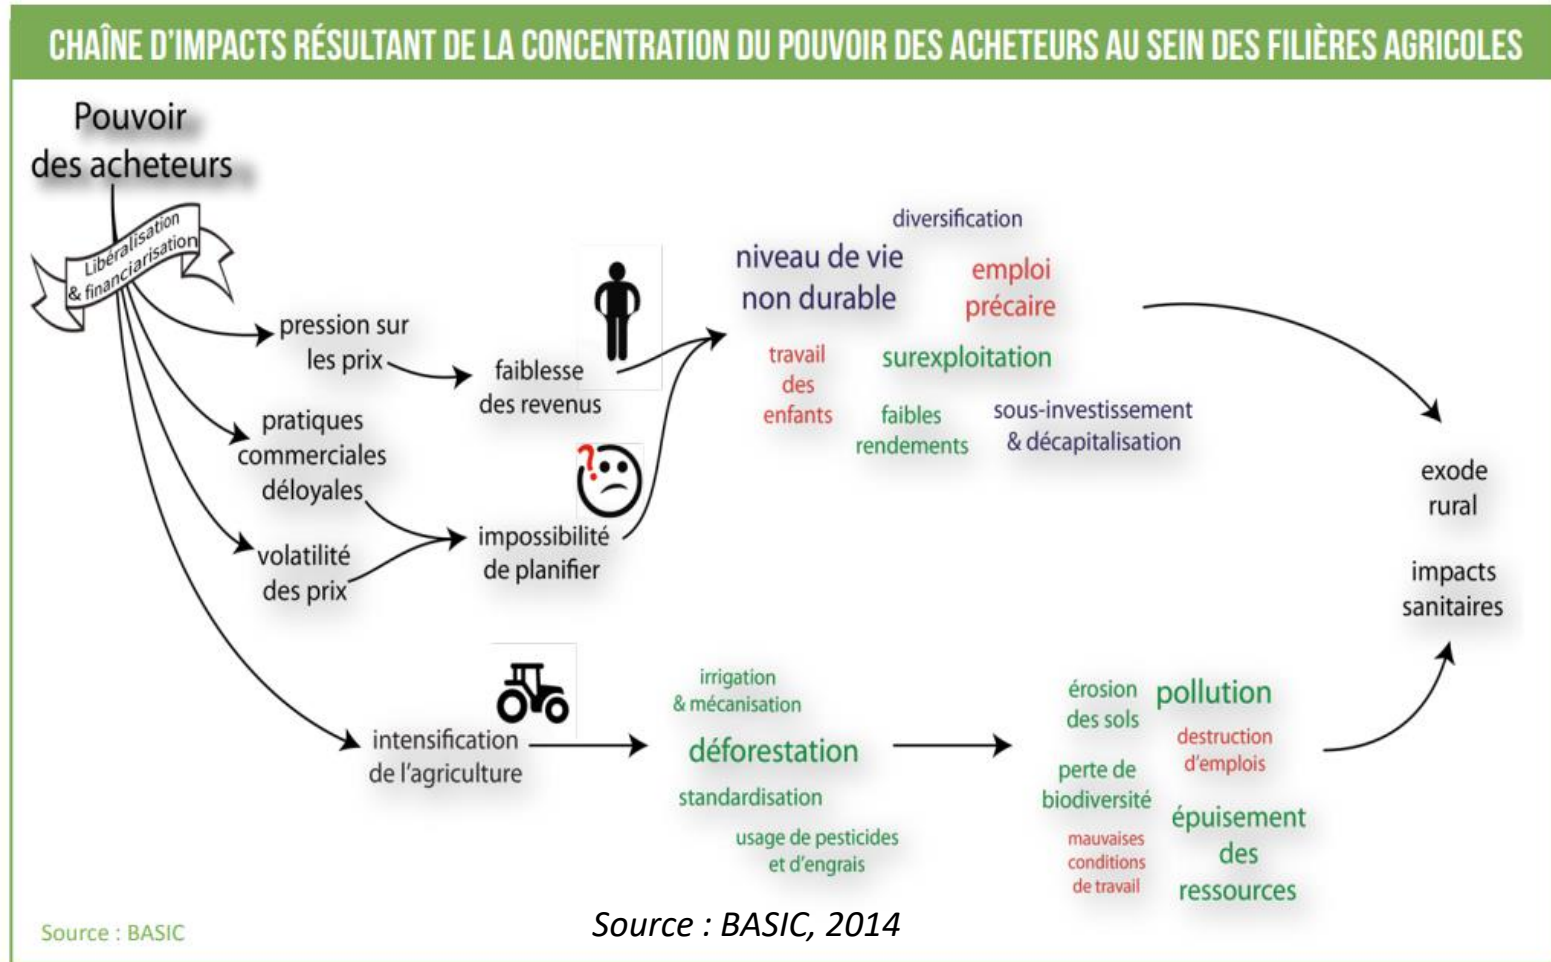 CHAÎNE D'IMPACTS RÉSULTANT DE LA CONCENTRATION DU POUVOIR DES ACHETEURS AU SEIN DES FILIÈRES AGRICOLES
Pouvoir
des acheteurs
Libéralisation
& financiarisation
pression sur
les prix
faiblesse
des revenus
pratiques
commerciales
déloyales
volatilité
des prix
?
impossibilité
de planifier
diversification
niveau de vie
non durable
emploi
précaire
travail
des
enfants
surexploitation
faibles
rendements
sous-investissement
& décapitalisation
exode
rural
impacts
sanitaires
intensification
de l'agriculture
irrigation
& mécanisation
déforestation
standardisation
usage de pesticides
et d'engrais
érosion
des sols
pollution
destruction
d'emplois
perte de
biodiversité
épuisement
des
ressources
mauvaises
conditions
de travail
Source : BASIC
Source : BASIC, 2014